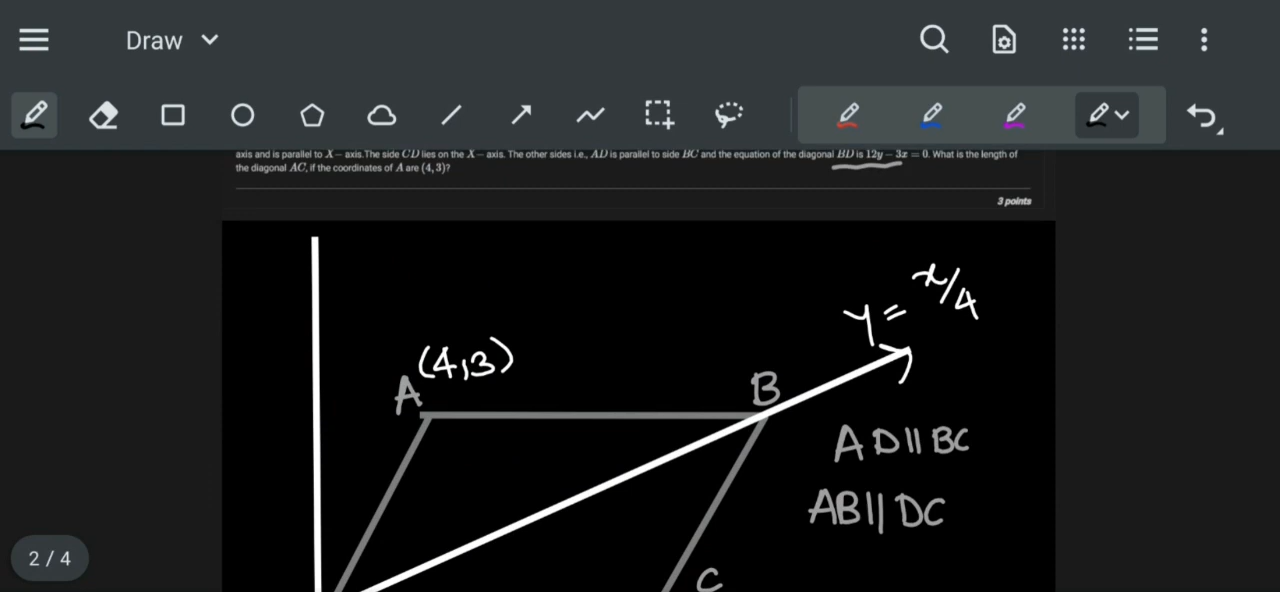 Draw
axis and is parallel to X − axis.The side CD lies on the X − axis. The other sides i.e., AD is parallel to side BC and the equation of the diagonal BD is 12y − 3x = 0. What is the length of
the diagonal AC, if the coordinates of A are (4, 3)?
3 points
y = x/4
(4,3)
A
B
AD||BC
AB||DC
C
2 / 4